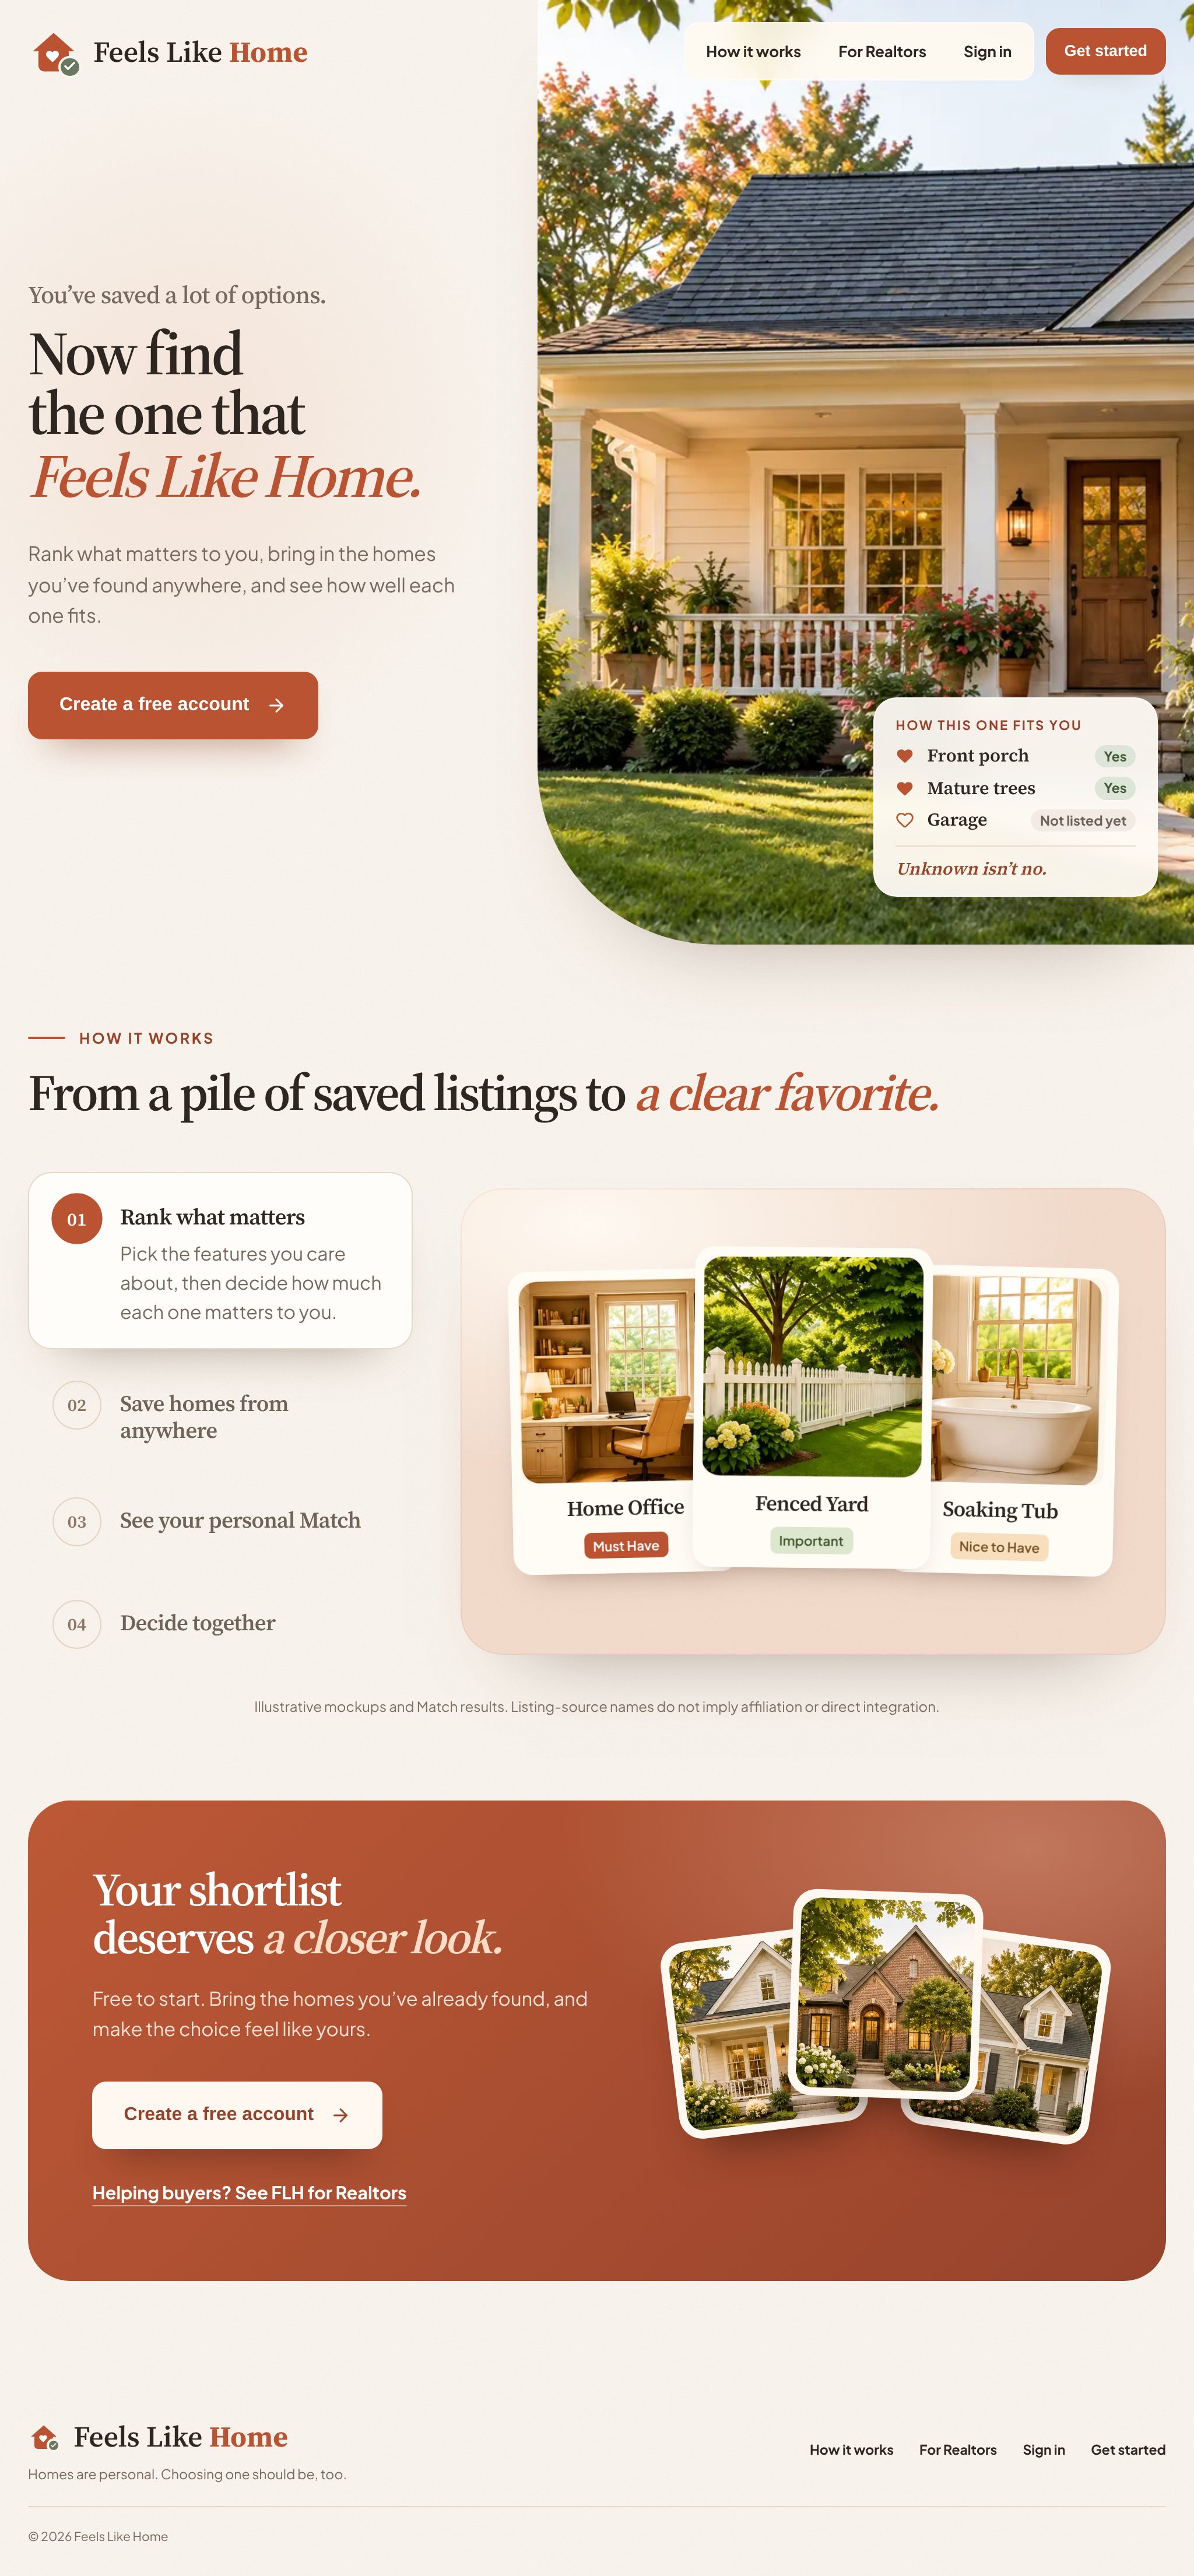 Feels Like Home
How it works
For Realtors
Sign in
Get started
You’ve saved a lot of options.
Now find
the one that
Feels Like Home.
Rank what matters to you, bring in the homes
you’ve found anywhere, and see how well each
one fits.
Create a free account
HOW THIS ONE FITS YOU
Front porch Yes
Mature trees Yes
Garage Not listed yet
Unknown isn’t no.
HOW IT WORKS
From a pile of saved listings to a clear favorite.
01 Rank what matters
Pick the features you care
about, then decide how much
each one matters to you.
02 Save homes from
anywhere
03 See your personal Match
04 Decide together
Home Office
Must Have
Fenced Yard
Important
Soaking Tub
Nice to Have
Illustrative mockups and Match results. Listing-source names do not imply affiliation or direct integration.
Your shortlist
deserves a closer look.
Free to start. Bring the homes you’ve already found, and
make the choice feel like yours.
Create a free account
Helping buyers? See FLH for Realtors
Feels Like Home
Homes are personal. Choosing one should be, too.
How it works
For Realtors
Sign in
Get started
© 2026 Feels Like Home